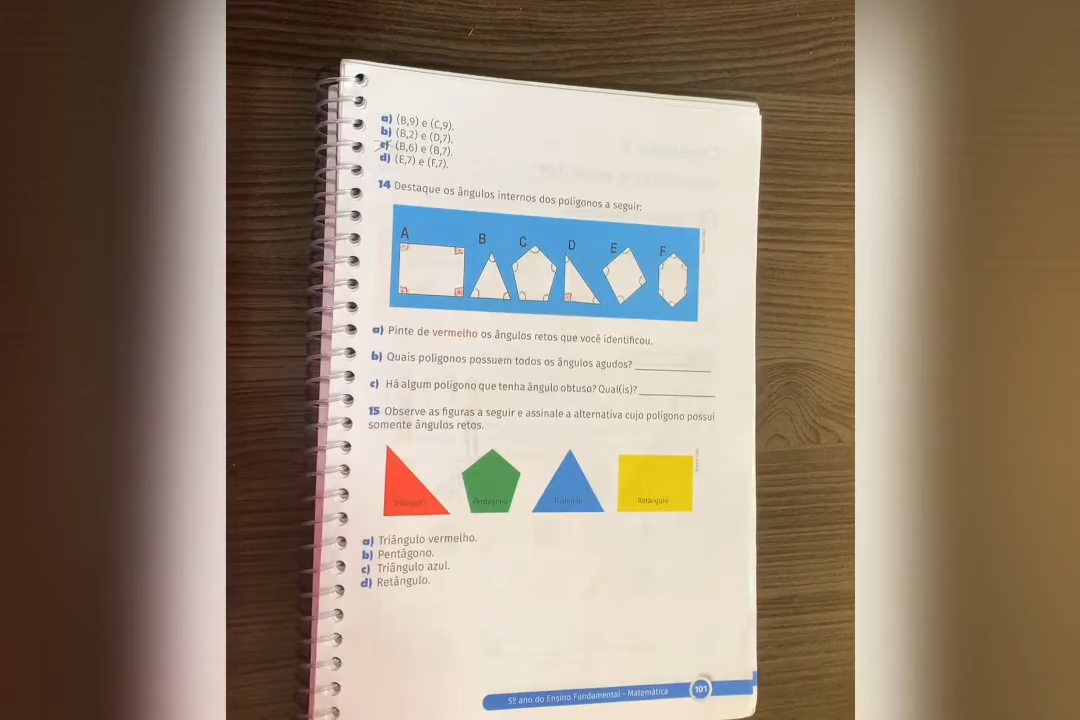 a) (B,9) e (C,9).
b) (B,2) e (D,7).
c) (B,6) e (B,7).
d) (E,7) e (F,7).
14 Destaque os ângulos internos dos polígonos a seguir:
A B C D E F
a) Pinte de vermelho os ângulos retos que você identificou.
b) Quais polígonos possuem todos os ângulos agudos?
c) Há algum polígono que tenha ângulo obtuso? Qual(is)?
15 Observe as figuras a seguir e assinale a alternativa cujo polígono possui
somente ângulos retos.
Triângulo Pentágono Triângulo Retângulo
a) Triângulo vermelho.
b) Pentágono.
c) Triângulo azul.
d) Retângulo.
5º ano do Ensino Fundamental - Matemática 101